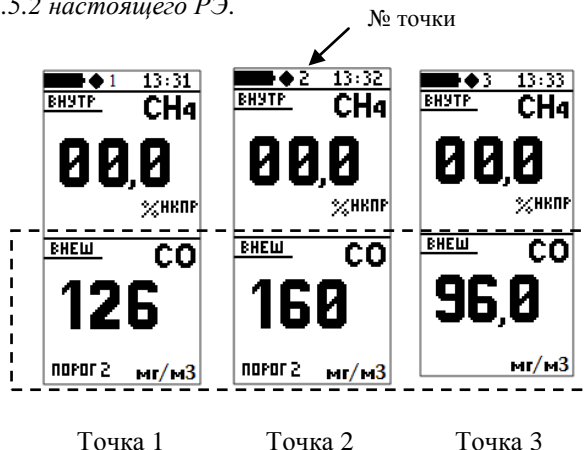 .5.2 настоящего РЭ.
№ точки
1 13:31
ВНУТР CH4
00,0
%НКПР
ВНЕШ CO
126
ПОРОГ 2 мг/м3
2 13:32
ВНУТР CH4
00,0
%НКПР
ВНЕШ CO
160
ПОРОГ 2 мг/м3
3 13:33
ВНУТР CH4
00,0
%НКПР
ВНЕШ CO
96,0
мг/м3
Точка 1 Точка 2 Точка 3